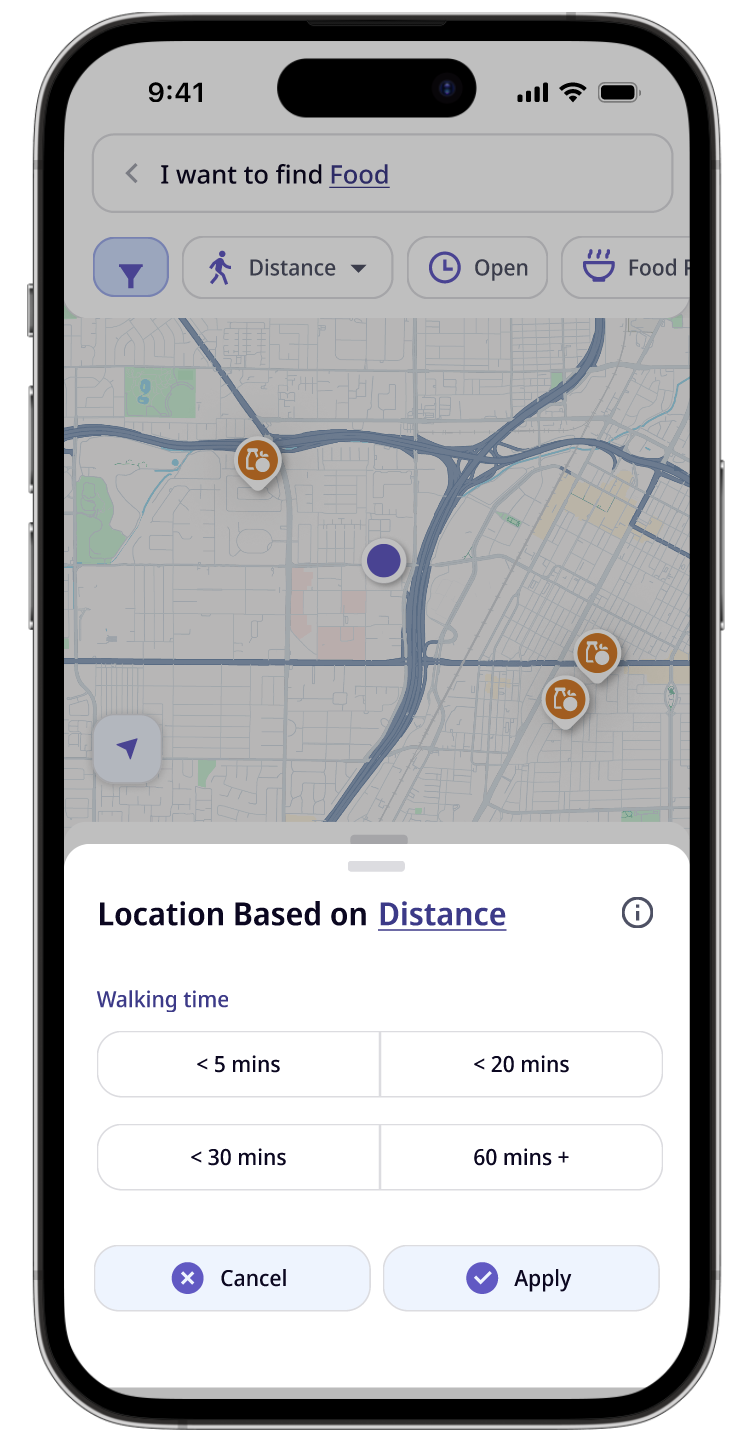 9:41
I want to find Food
Distance
Open
Food
Location Based on Distance
Walking time
< 5 mins
< 20 mins
< 30 mins
60 mins +
Cancel
Apply